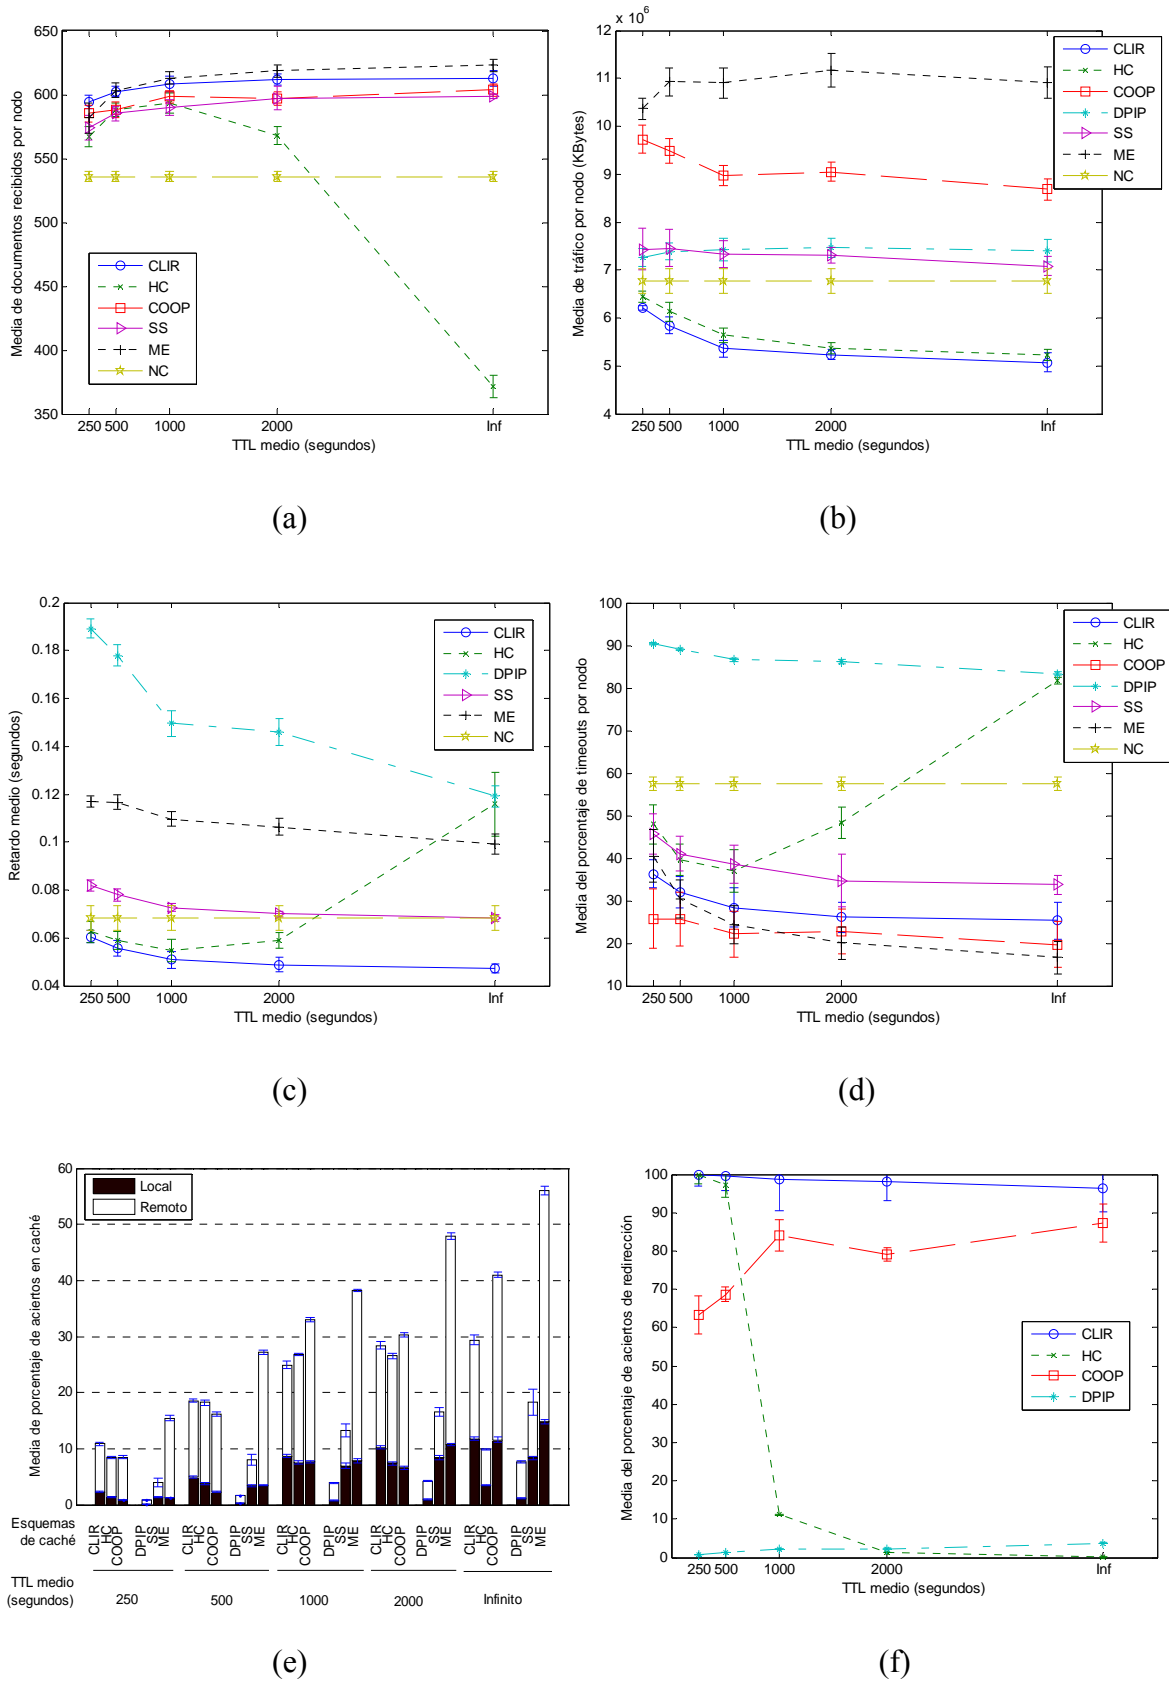 650
600
550
500
450
400
350
250 500 1000 2000 Inf
TTL medio (segundos)
Media de documentos recibidos por nodo
CLIR
HC
COOP
SS
ME
NC
(a)
x 10^6
12
11
10
9
8
7
6
5
4
250 500 1000 2000 Inf
TTL medio (segundos)
Media de tráfico por nodo (KBytes)
CLIR
HC
COOP
DPIP
SS
ME
NC
(b)
0.2
0.18
0.16
0.14
0.12
0.1
0.08
0.06
0.04
250 500 1000 2000 Inf
TTL medio (segundos)
Retardo medio (segundos)
CLIR
HC
DPIP
SS
ME
NC
(c)
100
90
80
70
60
50
40
30
20
10
250 500 1000 2000 Inf
TTL medio (segundos)
Media del porcentaje de timeouts por nodo
CLIR
HC
COOP
DPIP
SS
ME
NC
(d)
60
50
40
30
20
10
0
Media de porcentaje de aciertos en caché
Local
Remoto
Esquemas de caché
CLIR HC COOP DPIP SS ME CLIR HC COOP DPIP SS ME CLIR HC COOP DPIP SS ME CLIR HC COOP DPIP SS ME CLIR HC COOP DPIP SS ME
TTL medio (segundos)
250 500 1000 2000 Infinito
(e)
100
90
80
70
60
50
40
30
20
10
0
250 500 1000 2000 Inf
TTL medio (segundos)
Media del porcentaje de aciertos de redirección
CLIR
HC
COOP
DPIP
(f)